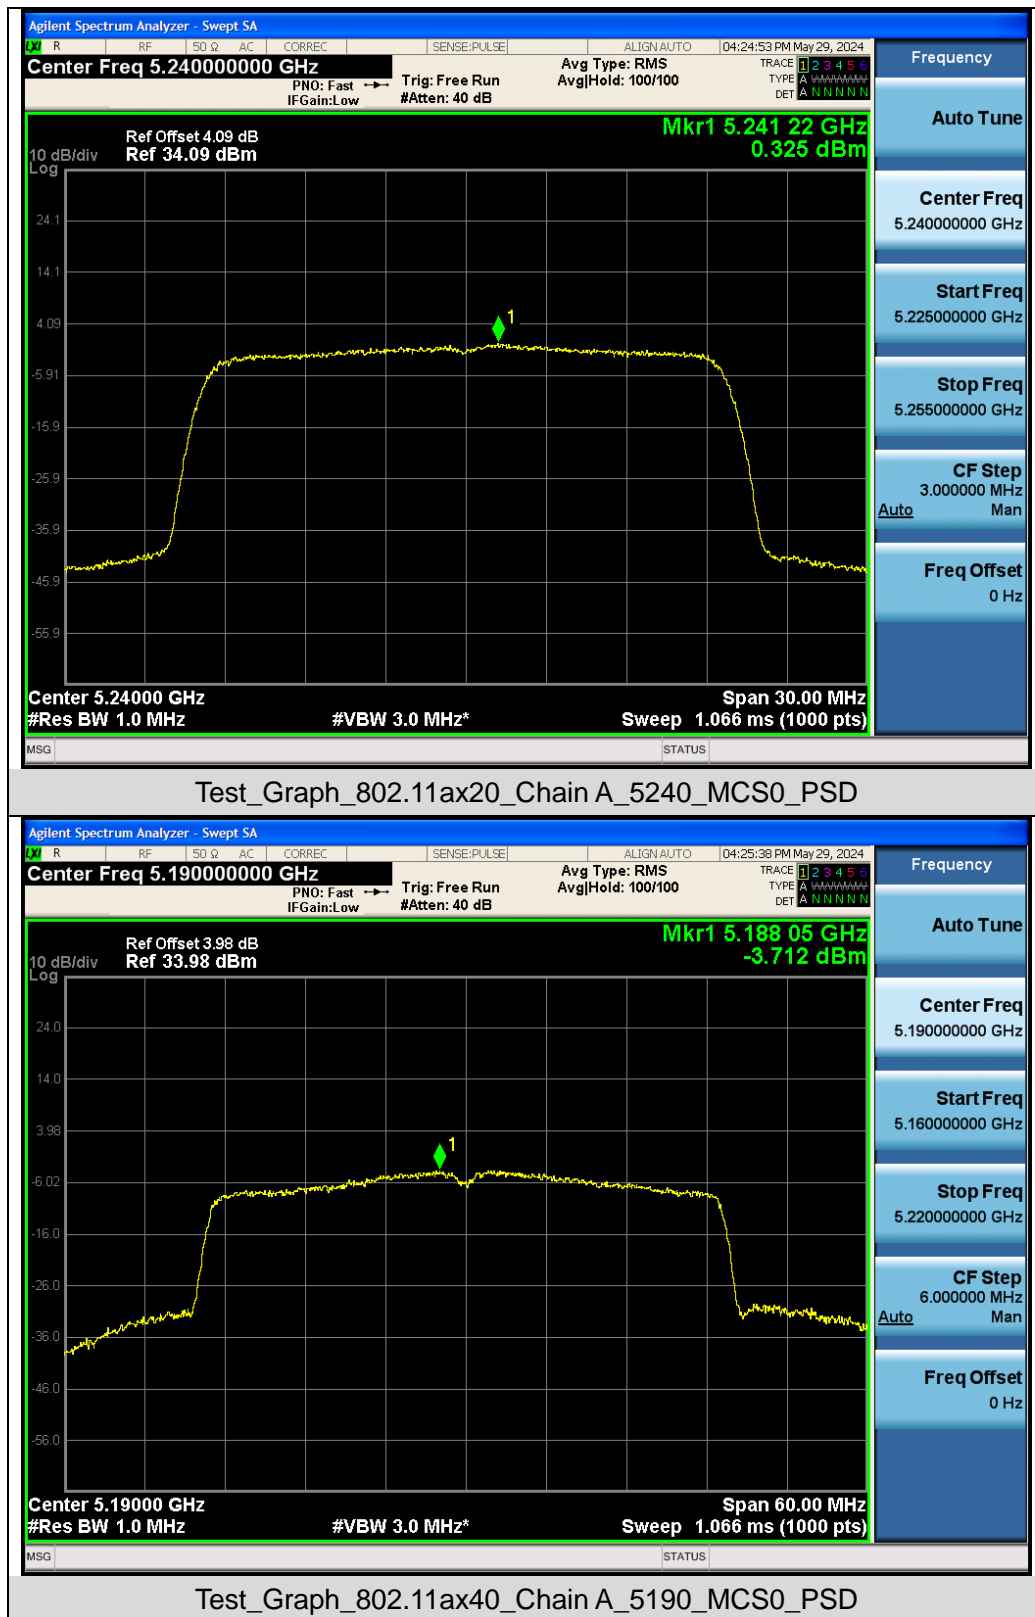 Agilent Spectrum Analyzer - Swept SA
LXI R RF 50 Ω AC CORREC SENSE:PULSE ALIGN AUTO 04:24:53 PM May 29, 2024
Center Freq 5.240000000 GHz
PNO: Fast
IFGain:Low
Trig: Free Run
#Atten: 40 dB
Avg Type: RMS
Avg|Hold: 100/100
TRACE 1 2 3 4 5 6
TYPE A WWWWW
DET A N N N N N
Frequency
Auto Tune
Center Freq
5.240000000 GHz
Start Freq
5.225000000 GHz
Stop Freq
5.255000000 GHz
CF Step
3.000000 MHz
Auto Man
Freq Offset
0 Hz
Mkr1 5.241 22 GHz
0.325 dBm
Ref Offset 4.09 dB
10 dB/div Ref 34.09 dBm
Log
24.1
14.1
4.09
-5.91
-15.9
-25.9
-35.9
-45.9
-55.9
1
Center 5.24000 GHz Span 30.00 MHz
#Res BW 1.0 MHz #VBW 3.0 MHz* Sweep 1.066 ms (1000 pts)
MSG STATUS
Test_Graph_802.11ax20_Chain A_5240_MCS0_PSD
Agilent Spectrum Analyzer - Swept SA
LXI R RF 50 Ω AC CORREC SENSE:PULSE ALIGN AUTO 04:25:38 PM May 29, 2024
Center Freq 5.190000000 GHz
PNO: Fast
IFGain:Low
Trig: Free Run
#Atten: 40 dB
Avg Type: RMS
Avg|Hold: 100/100
TRACE 1 2 3 4 5 6
TYPE A WWWWW
DET A N N N N N
Frequency
Auto Tune
Center Freq
5.190000000 GHz
Start Freq
5.160000000 GHz
Stop Freq
5.220000000 GHz
CF Step
6.000000 MHz
Auto Man
Freq Offset
0 Hz
Mkr1 5.188 05 GHz
-3.712 dBm
Ref Offset 3.98 dB
10 dB/div Ref 33.98 dBm
Log
24.0
14.0
3.98
-6.02
-16.0
-26.0
-36.0
-46.0
-56.0
1
Center 5.19000 GHz Span 60.00 MHz
#Res BW 1.0 MHz #VBW 3.0 MHz* Sweep 1.066 ms (1000 pts)
MSG STATUS
Test_Graph_802.11ax40_Chain A_5190_MCS0_PSD